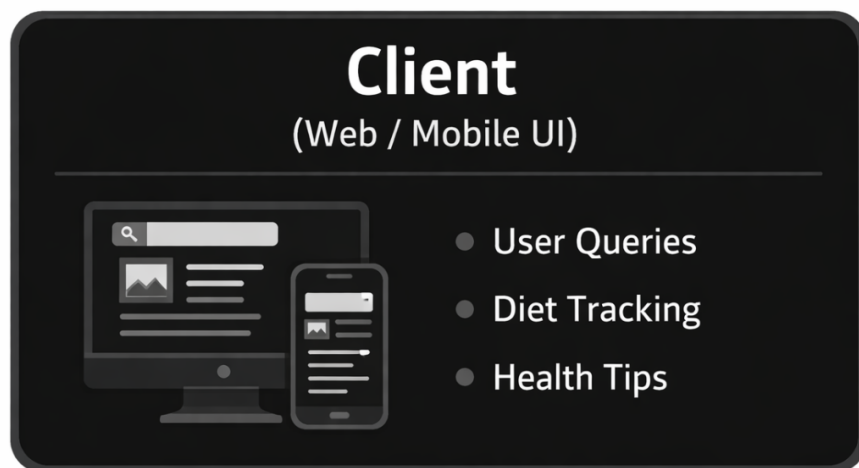 Client
(Web / Mobile UI)
User Queries
Diet Tracking
Health Tips